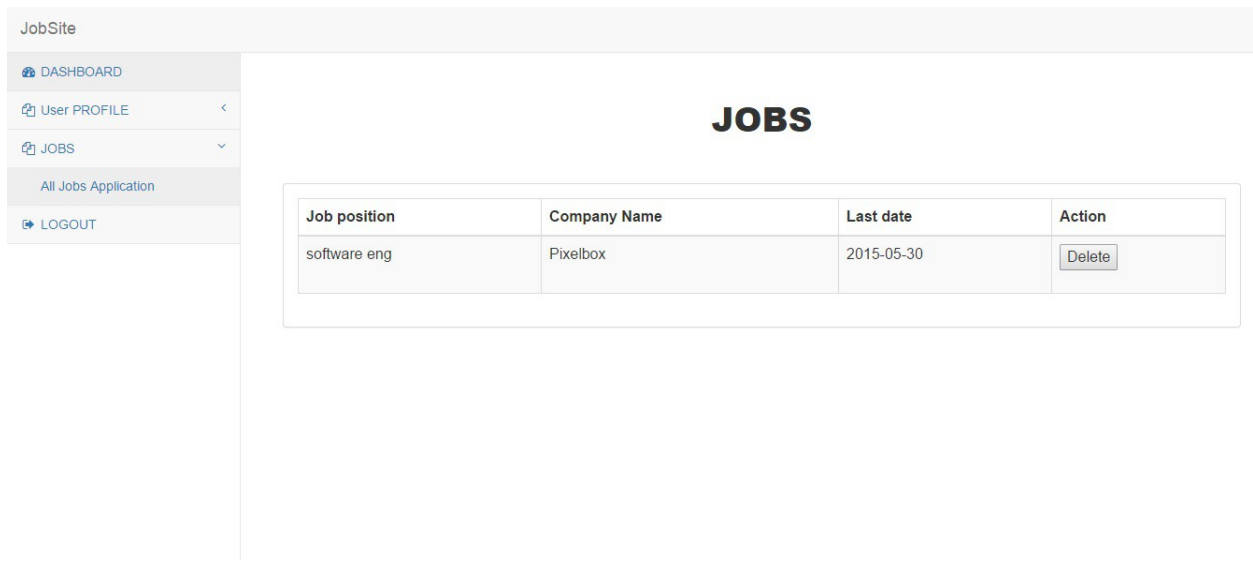 JobSite
DASHBOARD
User PROFILE
JOBS
All Jobs Application
LOGOUT
JOBS
Job position Company Name Last date Action
software eng Pixelbox 2015-05-30 Delete